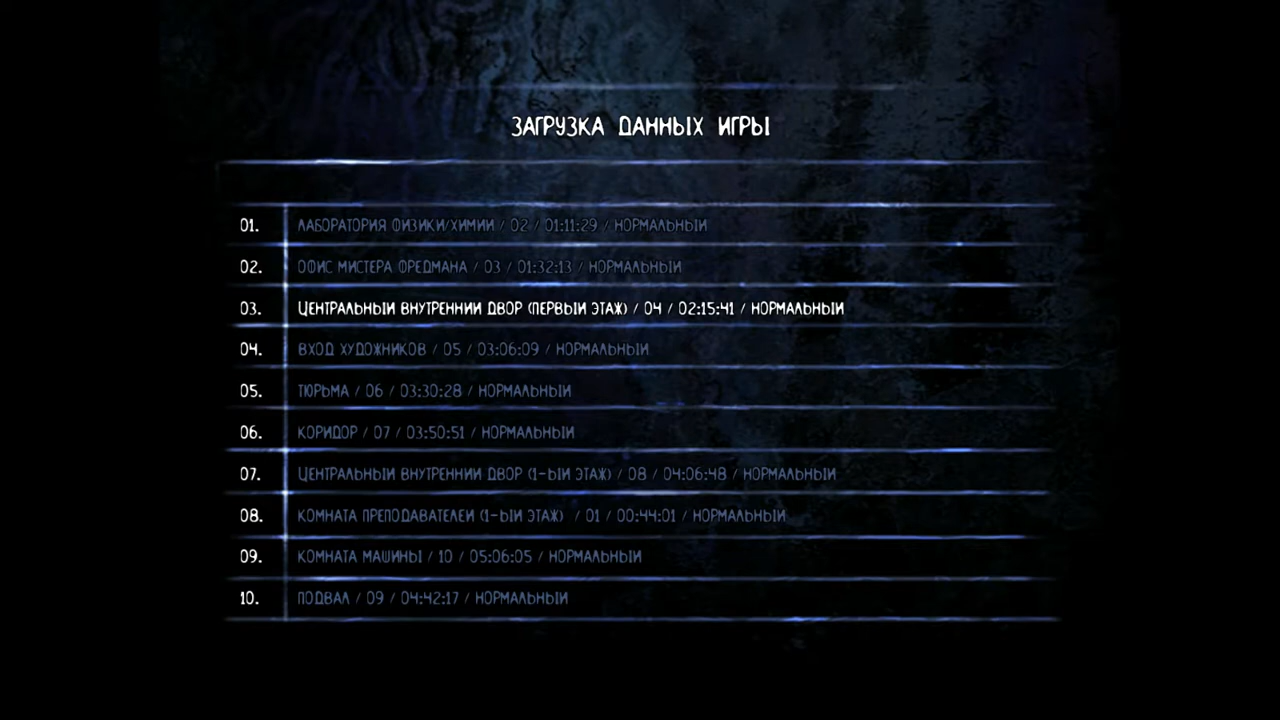 ЗАГРУЗКА ДАННЫХ ИГРЫ
01. ЛАБОРАТОРИЯ ФИЗИКИ/ХИМИИ / 02 / 01:11:29 / НОРМАЛЬНЫЙ
02. ОФИС МИСТЕРА ФРЕДМАНА / 03 / 01:32:13 / НОРМАЛЬНЫЙ
03. ЦЕНТРАЛЬНЫЙ ВНУТРЕННИЙ ДВОР (ПЕРВЫЙ ЭТАЖ) / 04 / 02:15:41 / НОРМАЛЬНЫЙ
04. ВХОД ХУДОЖНИКОВ / 05 / 03:06:09 / НОРМАЛЬНЫЙ
05. ТЮРЬМА / 06 / 03:30:28 / НОРМАЛЬНЫЙ
06. КОРИДОР / 07 / 03:50:51 / НОРМАЛЬНЫЙ
07. ЦЕНТРАЛЬНЫЙ ВНУТРЕННИЙ ДВОР (1-ЫЙ ЭТАЖ) / 08 / 04:06:48 / НОРМАЛЬНЫЙ
08. КОМНАТА ПРЕПОДАВАТЕЛЕЙ (1-ЫЙ ЭТАЖ) / 01 / 00:44:01 / НОРМАЛЬНЫЙ
09. КОМНАТА МАШИНЫ / 10 / 05:06:05 / НОРМАЛЬНЫЙ
10. ПОДВАЛ / 09 / 04:42:17 / НОРМАЛЬНЫЙ